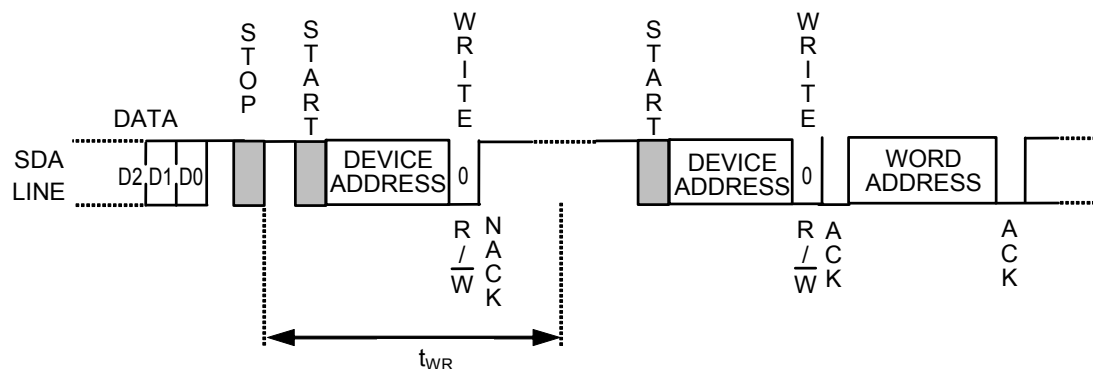 STOP
START
WRITE
START
WRITE
DATA
SDA
LINE
D2 D1 D0
DEVICE
ADDRESS
0
DEVICE
ADDRESS
0
WORD
ADDRESS
R/W
NACK
R/W
ACK
ACK
tWR